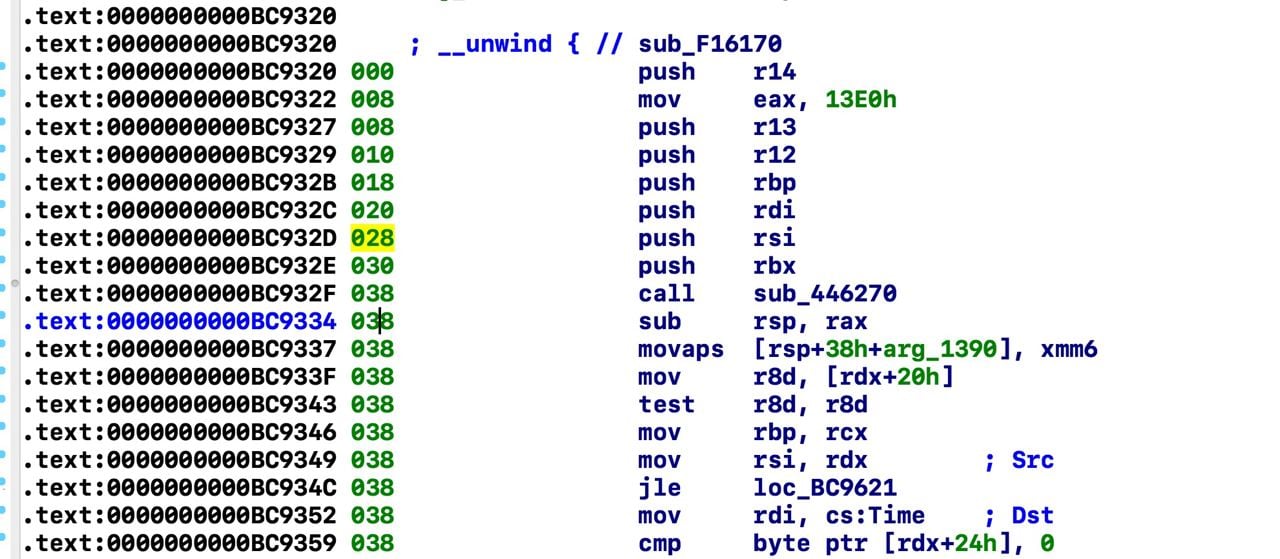 .text:0000000000BC9320
.text:0000000000BC9320 ; __unwind { // sub_F16170
.text:0000000000BC9320 000 push r14
.text:0000000000BC9322 008 mov eax, 13E0h
.text:0000000000BC9327 008 push r13
.text:0000000000BC9329 010 push r12
.text:0000000000BC932B 018 push rbp
.text:0000000000BC932C 020 push rdi
.text:0000000000BC932D 028 push rsi
.text:0000000000BC932E 030 push rbx
.text:0000000000BC932F 038 call sub_446270
.text:0000000000BC9334 038 sub rsp, rax
.text:0000000000BC9337 038 movaps [rsp+38h+arg_1390], xmm6
.text:0000000000BC933F 038 mov r8d, [rdx+20h]
.text:0000000000BC9343 038 test r8d, r8d
.text:0000000000BC9346 038 mov rbp, rcx
.text:0000000000BC9349 038 mov rsi, rdx ; Src
.text:0000000000BC934C 038 jle loc_BC9621
.text:0000000000BC9352 038 mov rdi, cs:Time ; Dst
.text:0000000000BC9359 038 cmp byte ptr [rdx+24h], 0